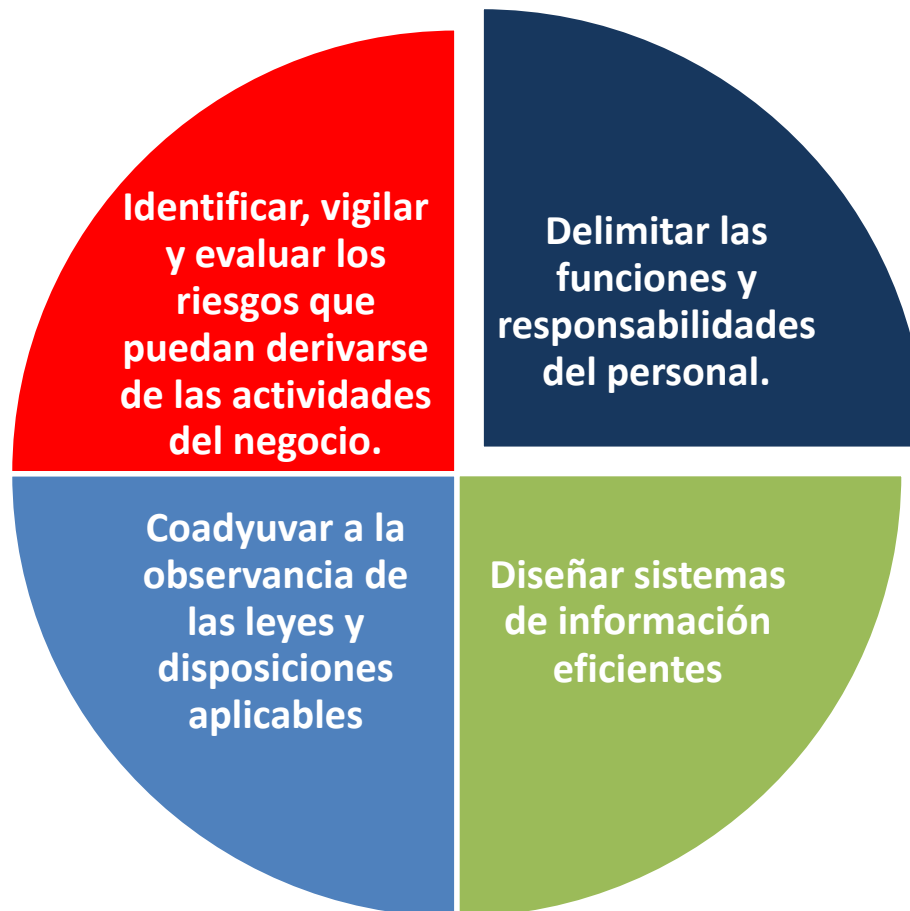 Identificar, vigilar
y evaluar los
riesgos que
puedan derivarse
de las actividades
del negocio.
Delimitar las
funciones y
responsabilidades
del personal.
Coadyuvar a la
observancia de
las leyes y
disposiciones
aplicables
Diseñar sistemas
de información
eficientes